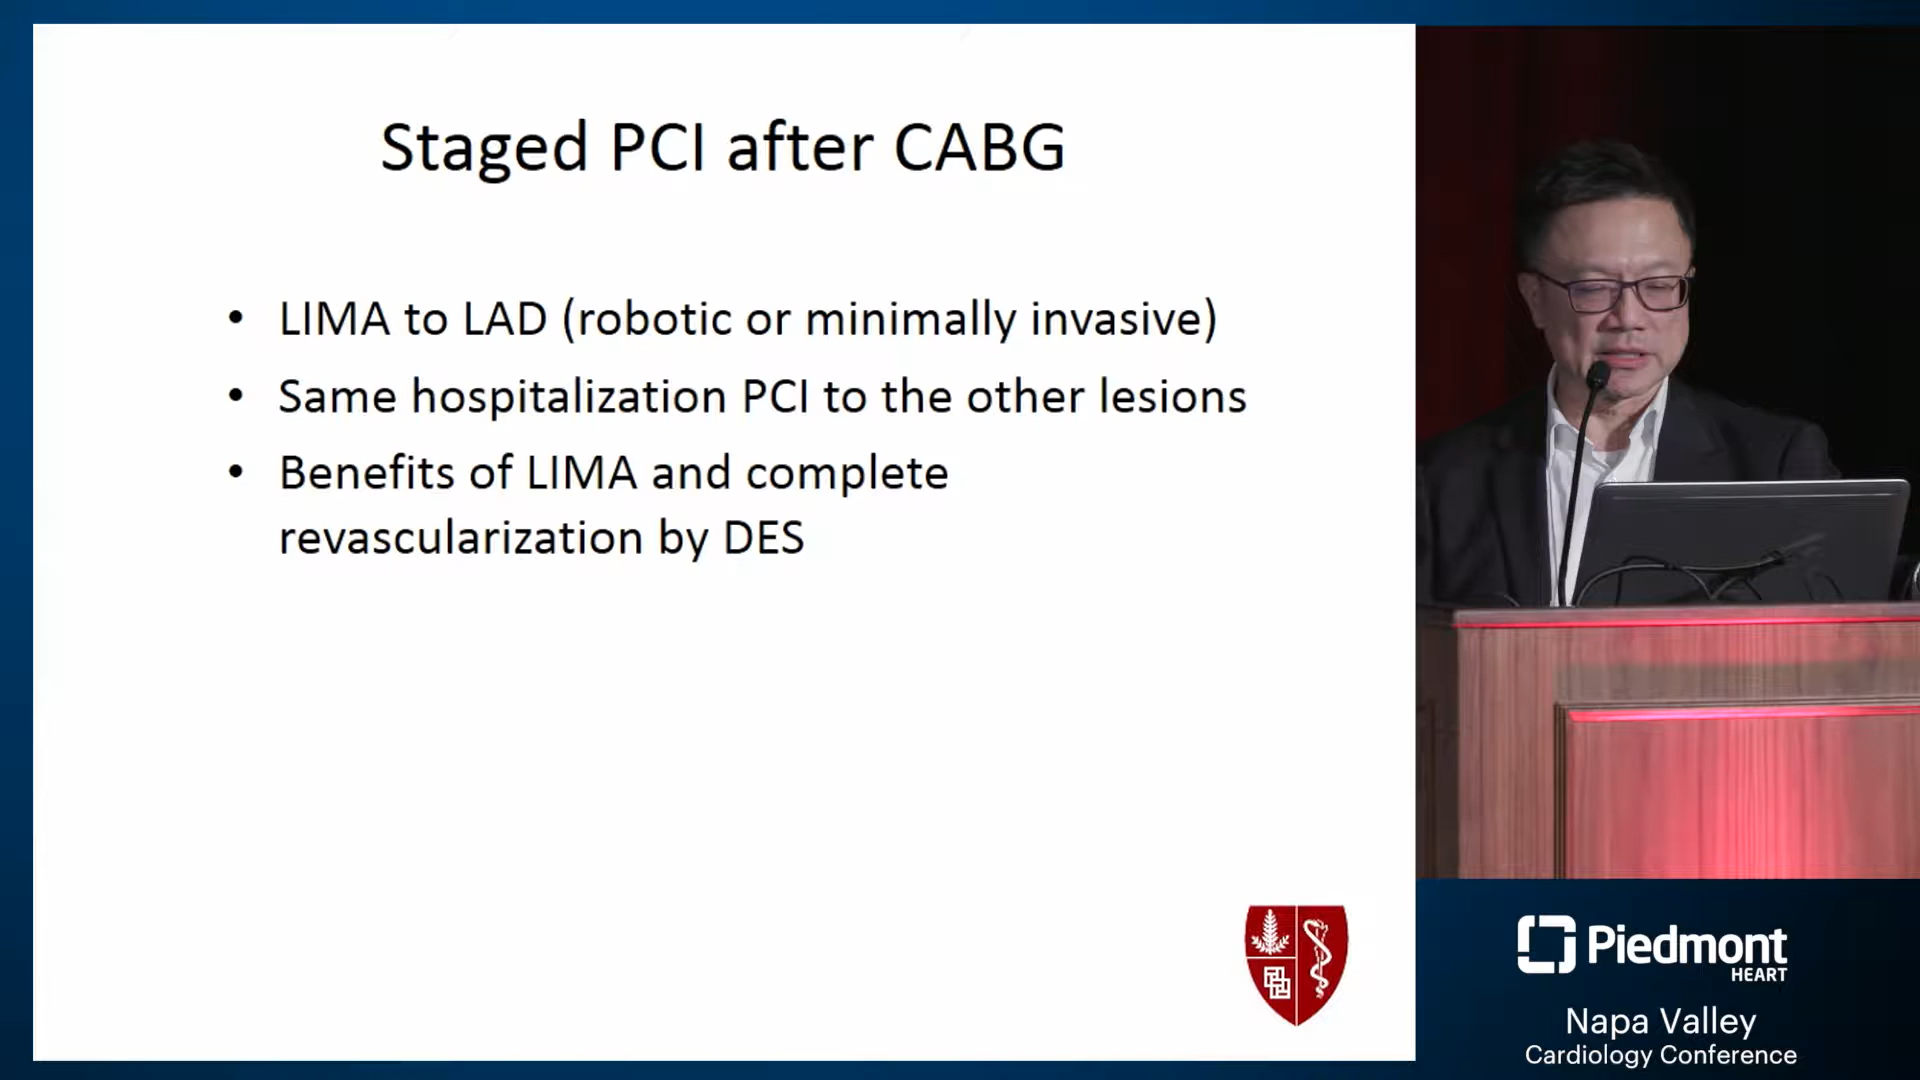 Staged PCI after CABG
• LIMA to LAD (robotic or minimally invasive)
• Same hospitalization PCI to the other lesions
• Benefits of LIMA and complete
revascularization by DES
Piedmont
HEART
Napa Valley
Cardiology Conference